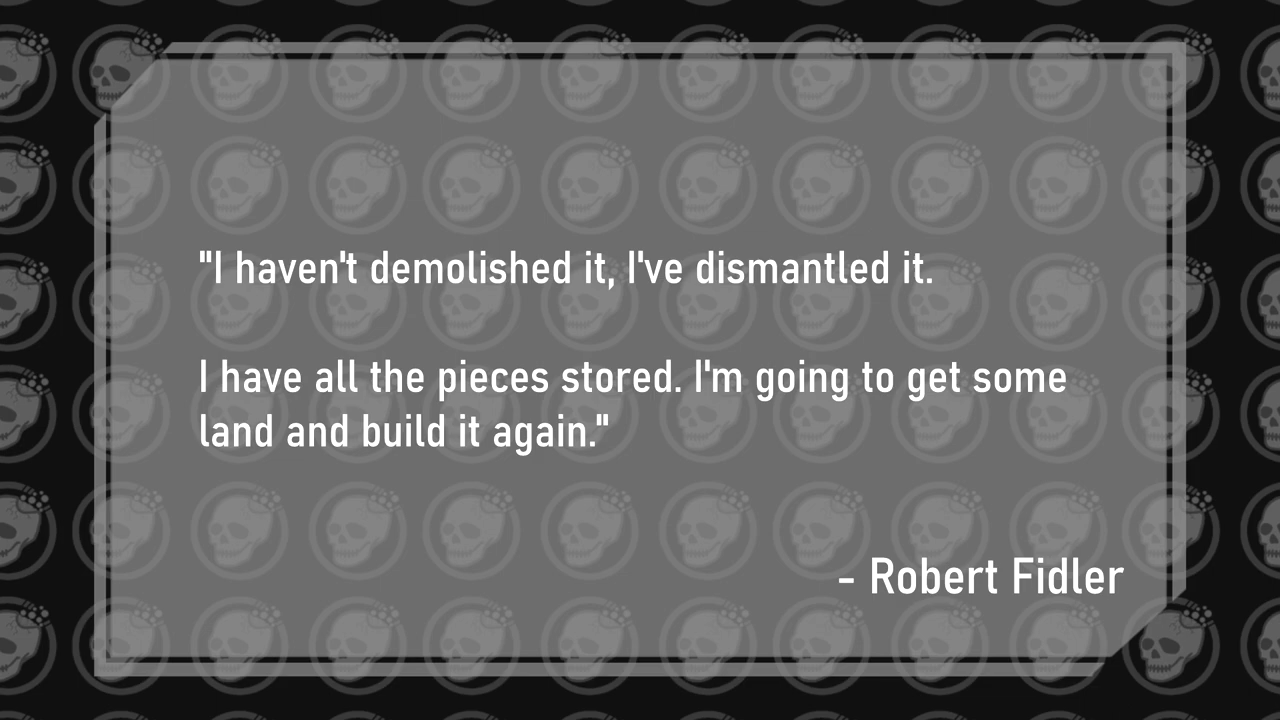 "I haven't demolished it, I've dismantled it.
I have all the pieces stored. I'm going to get some
land and build it again."
- Robert Fidler